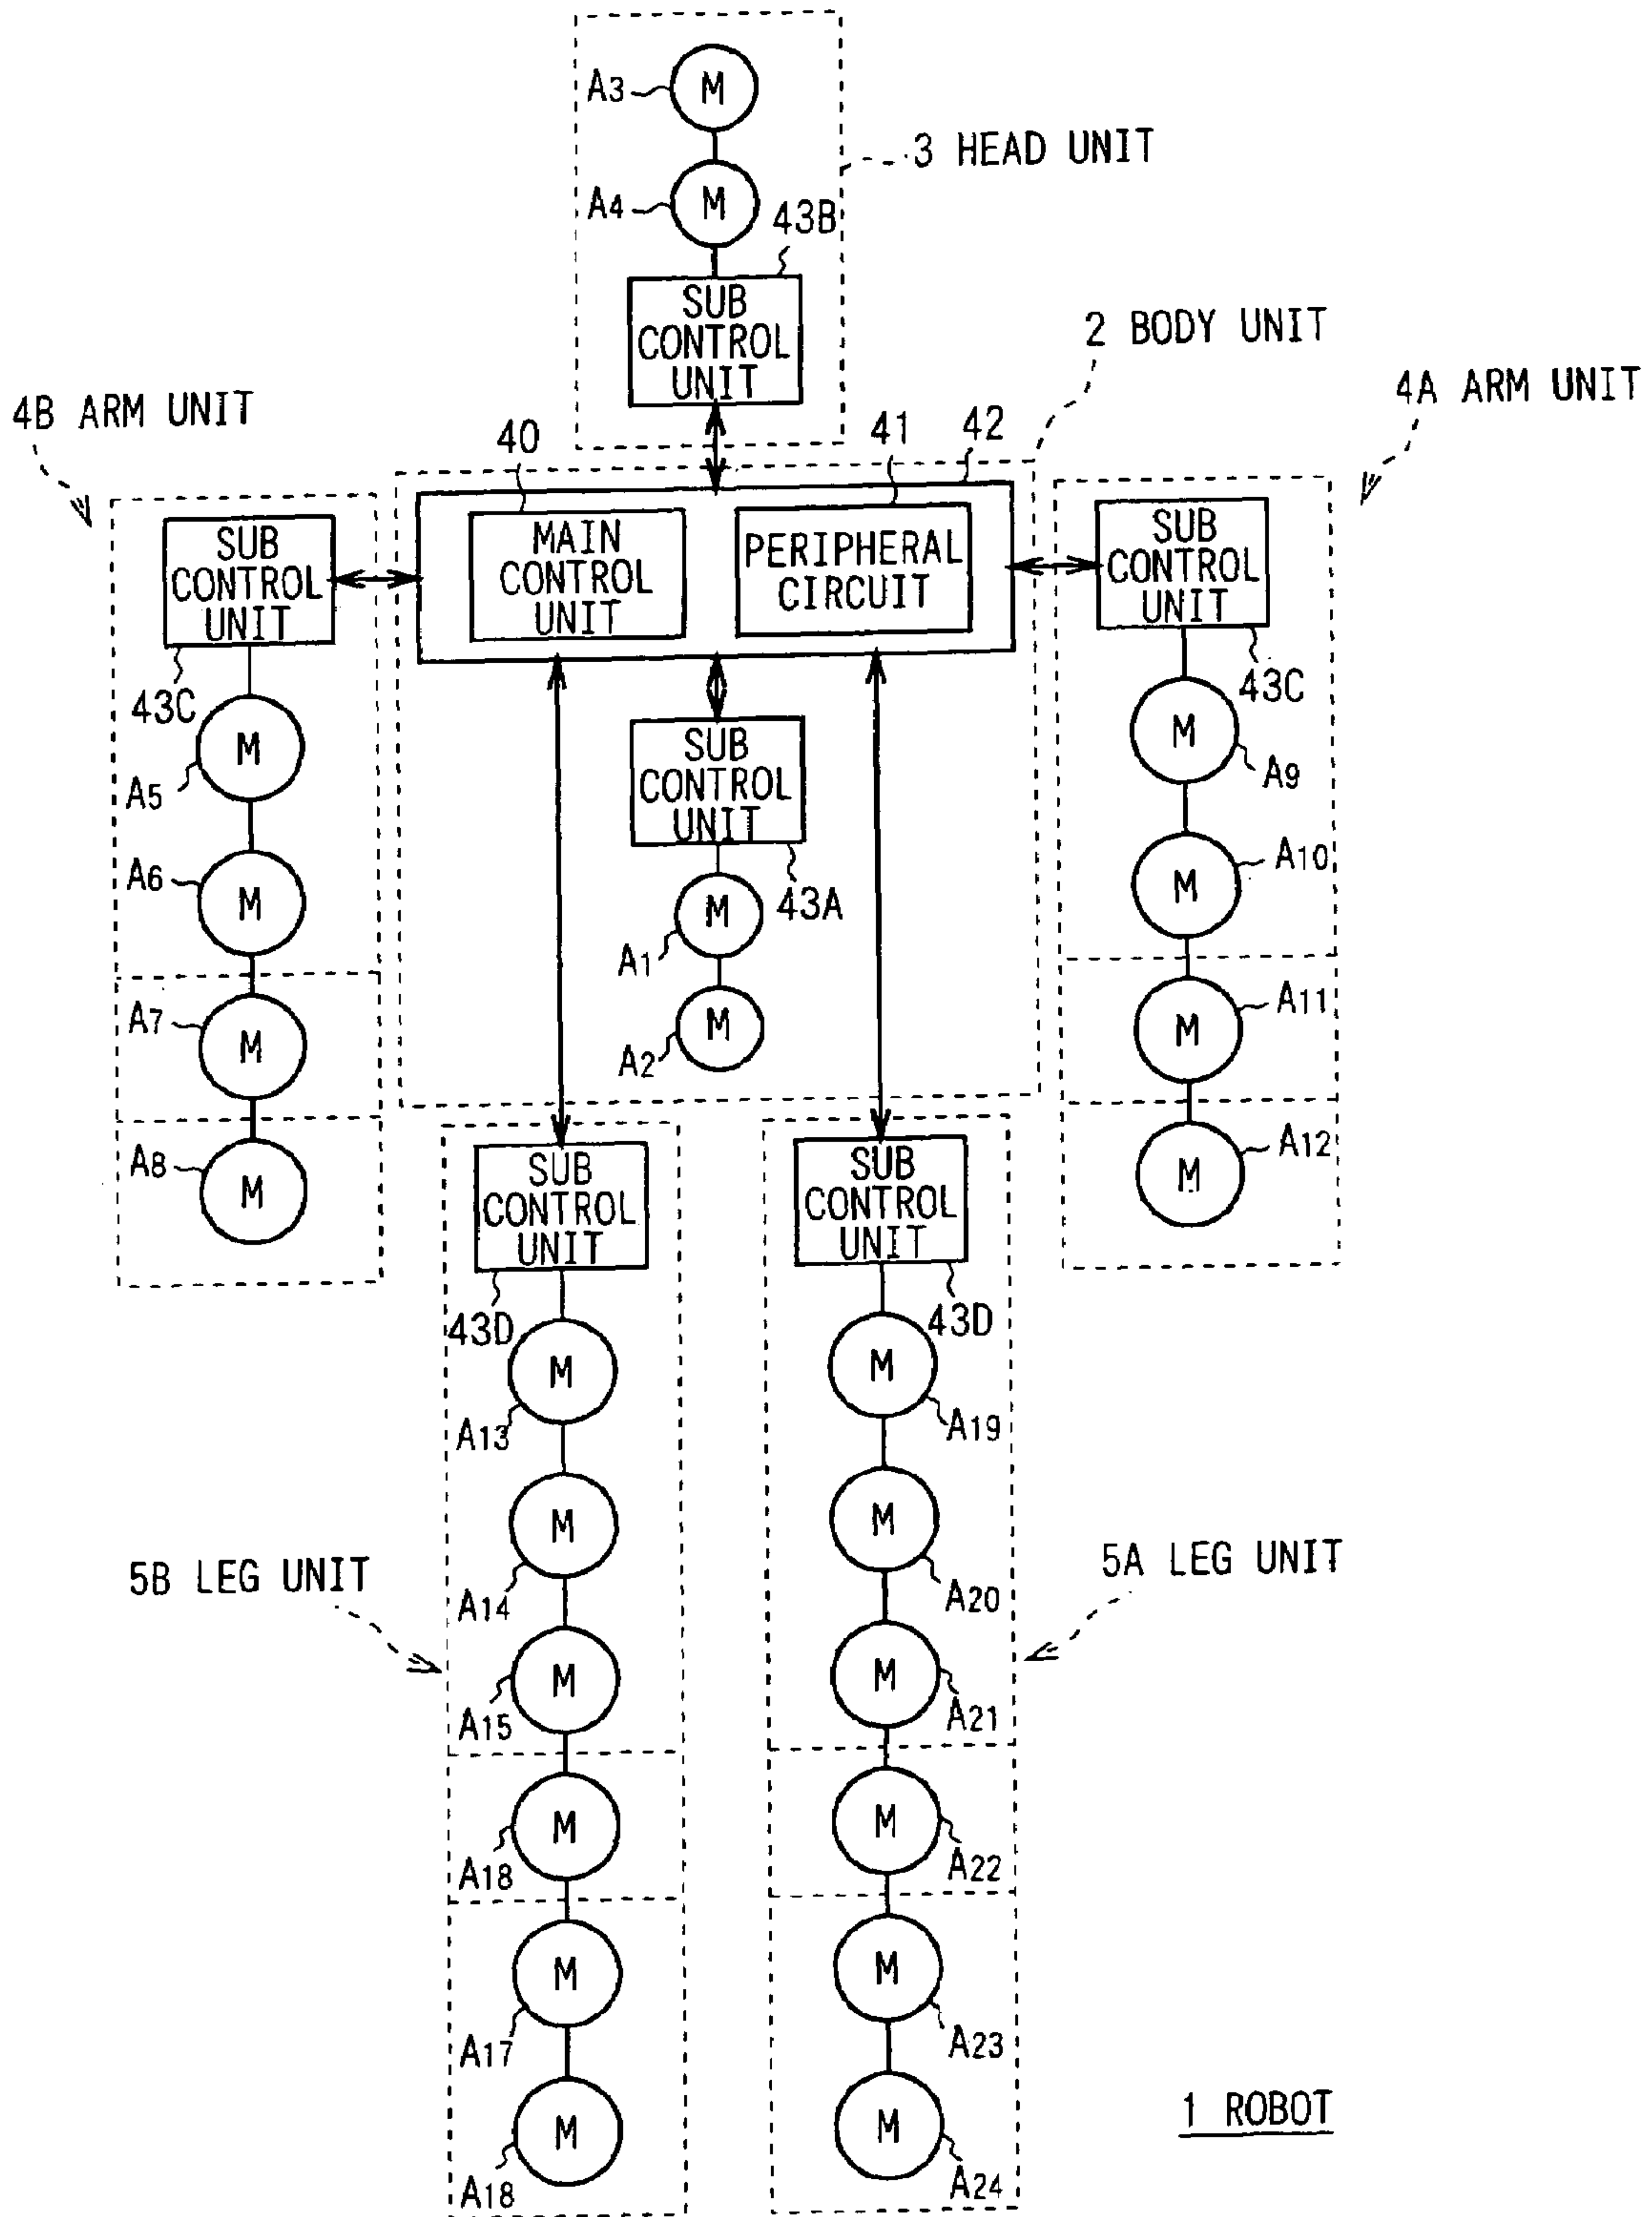 A3
M
3 HEAD UNIT
A4
M
43B
SUB
CONTROL
UNIT
2 BODY UNIT
4B ARM UNIT
4A ARM UNIT
40
41
42
SUB
CONTROL
UNIT
MAIN
CONTROL
UNIT
PERIPHERAL
CIRCUIT
SUB
CONTROL
UNIT
43C
43C
M
A5
SUB
CONTROL
UNIT
M
A9
A6
M
43A
M
A1
M
A10
A7
M
M
A2
M
A11
A8
M
M
A12
SUB
CONTROL
UNIT
SUB
CONTROL
UNIT
43D
43D
M
A13
M
A19
M
A14
M
A20
5B LEG UNIT
5A LEG UNIT
M
A15
M
A21
M
A18
M
A22
M
A17
M
A23
M
A18
M
A24
1 ROBOT